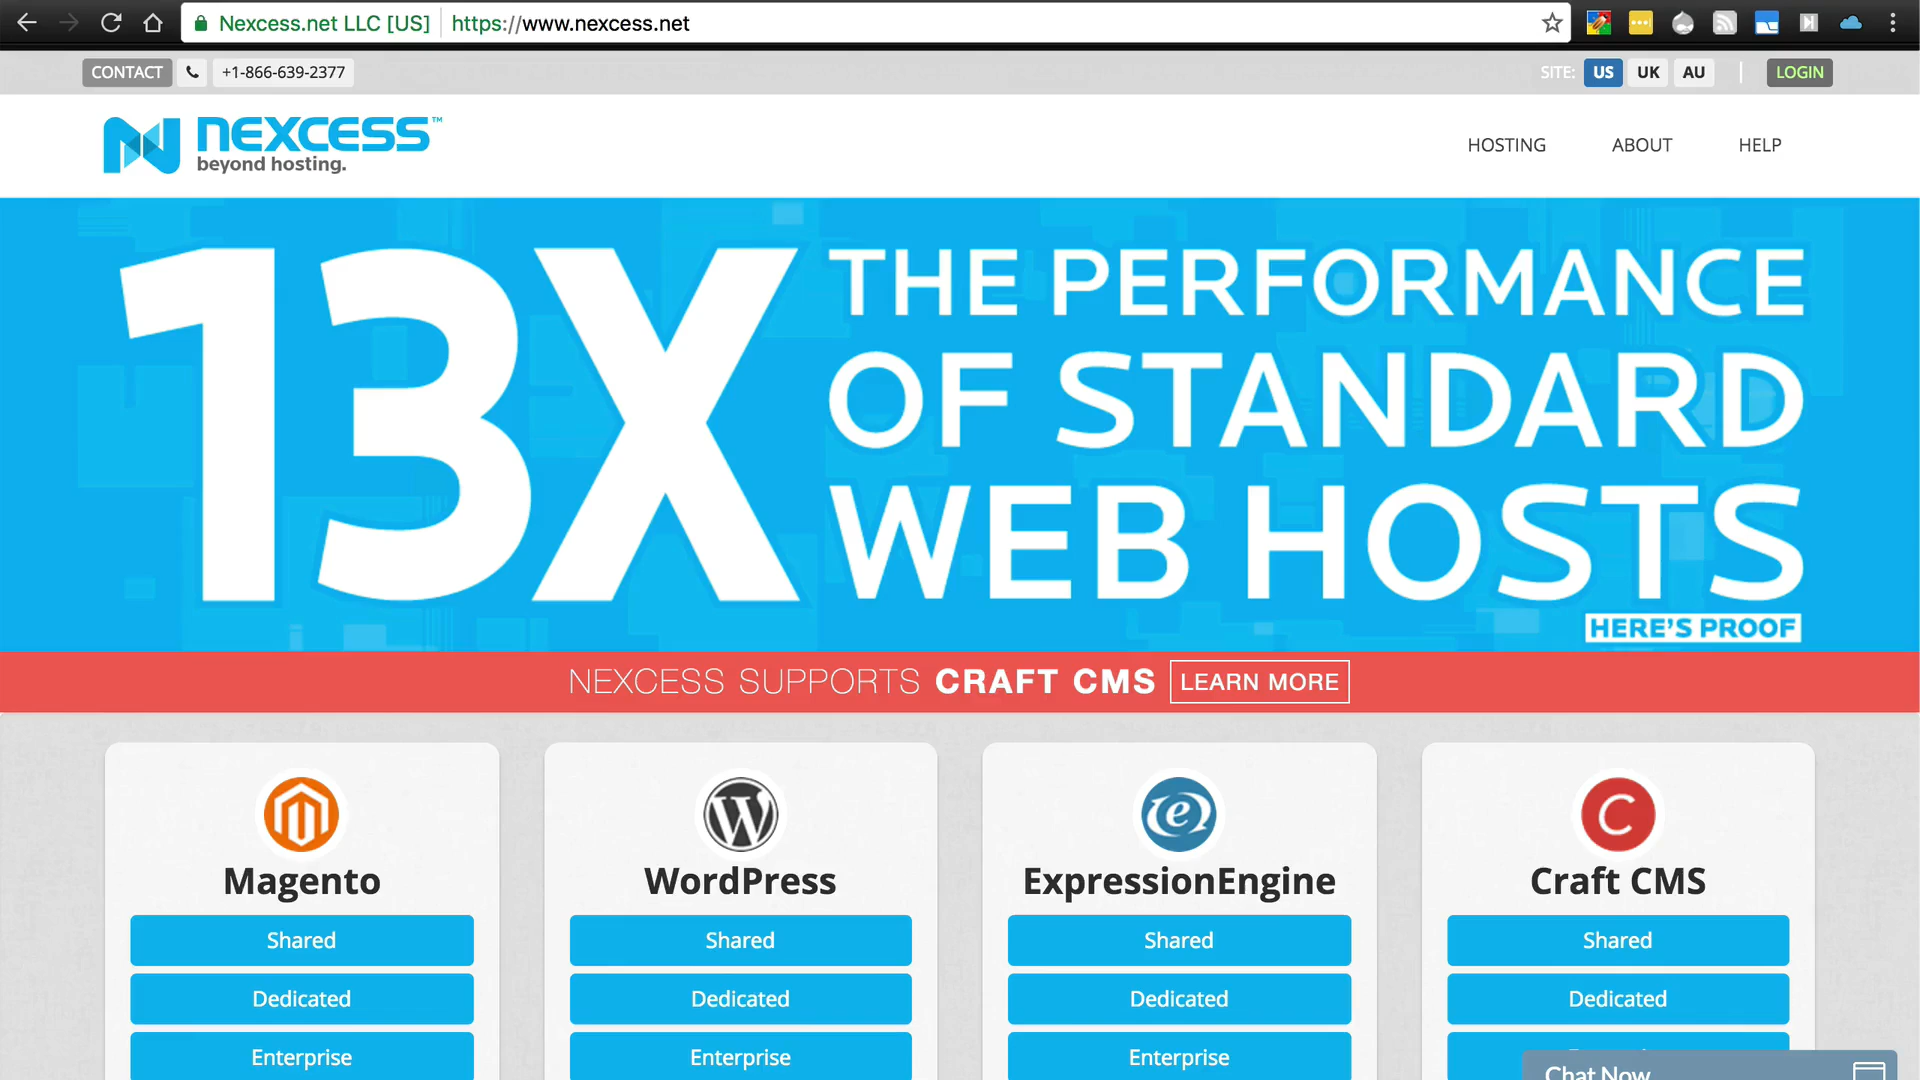 Nexcess.net LLC [US] https://www.nexcess.net
CONTACT +1-866-639-2377 SITE: US UK AU LOGIN
NEXCESS™
beyond hosting.
HOSTING ABOUT HELP
13X THE PERFORMANCE
OF STANDARD
WEB HOSTS
HERE'S PROOF
NEXCESS SUPPORTS CRAFT CMS LEARN MORE
Magento
Shared
Dedicated
Enterprise
WordPress
Shared
Dedicated
Enterprise
ExpressionEngine
Shared
Dedicated
Enterprise
Craft CMS
Shared
Dedicated
Chat Now